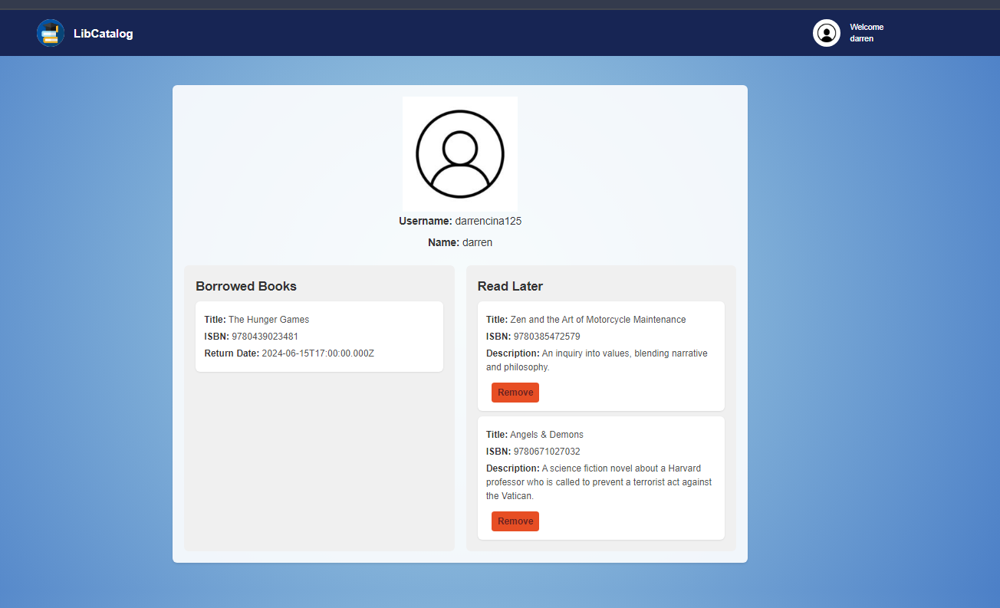 LibCatalog
Welcome
darren
Username: darrencina125
Name: darren
Borrowed Books
Title: The Hunger Games
ISBN: 9780439023481
Return Date: 2024-06-15T17:00:00.000Z
Read Later
Title: Zen and the Art of Motorcycle Maintenance
ISBN: 9780385472579
Description: An inquiry into values, blending narrative
and philosophy.
Remove
Title: Angels & Demons
ISBN: 9780671027032
Description: A science fiction novel about a Harvard
professor who is called to prevent a terrorist act against
the Vatican.
Remove